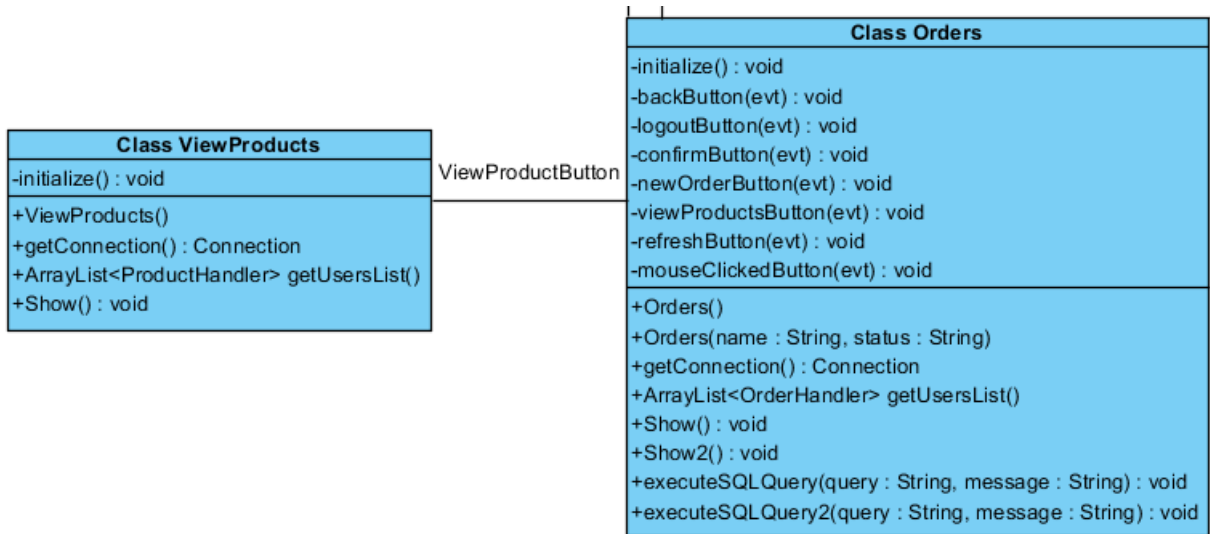 Class ViewProducts
-initialize() : void
+ViewProducts()
+getConnection() : Connection
+ArrayList<ProductHandler> getUsersList()
+Show() : void
ViewProductButton
Class Orders
-initialize() : void
-backButton(evt) : void
-logoutButton(evt) : void
-confirmButton(evt) : void
-newOrderButton(evt) : void
-viewProductsButton(evt) : void
-refreshButton(evt) : void
-mouseClickedButton(evt) : void
+Orders()
+Orders(name : String, status : String)
+getConnection() : Connection
+ArrayList<OrderHandler> getUsersList()
+Show() : void
+Show2() : void
+executeSQLQuery(query : String, message : String) : void
+executeSQLQuery2(query : String, message : String) : void